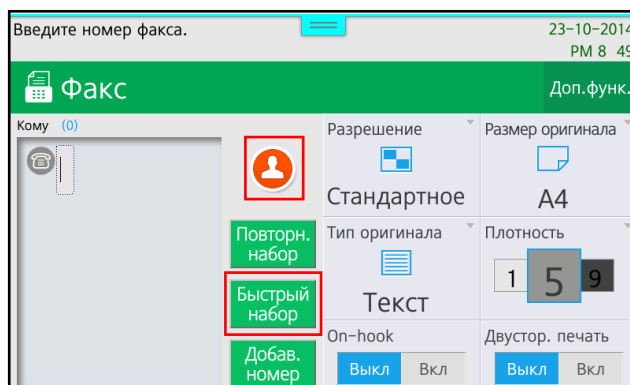 Введите номер факса.
23-10-2014
PM 8 49
Факс
Доп.функ.
Кому (0)
Повторн.
набор
Быстрый
набор
Добав.
номер
Разрешение
Стандартное
Размер оригинала
A4
Тип оригинала
Текст
Плотность
1 5 9
On-hook
Выкл Вкл
Двустор. печать
Выкл Вкл